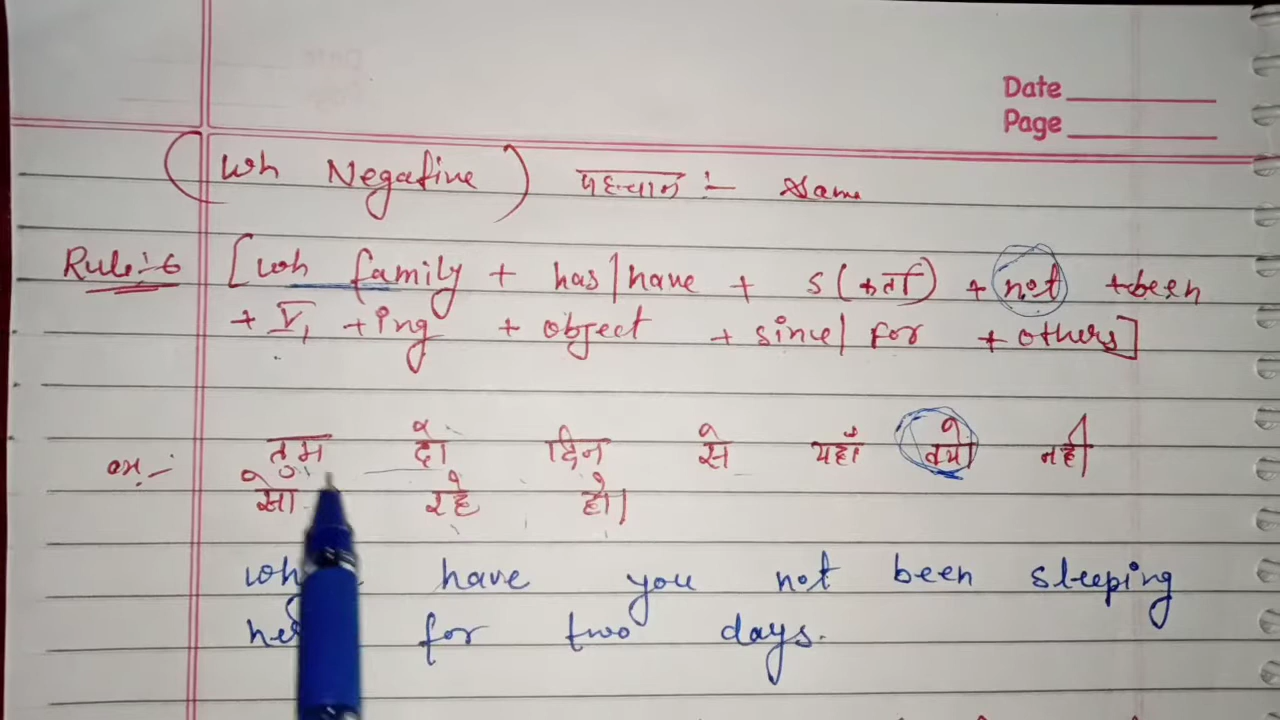 Date
Page
(Wh Negative) पहचान :- Same
Rule:-6 [Wh family + has/have + S (कर्ता) + not + been
+ V1 + ing + object + since/for + others]
ex:- तुम दो दिन से यहाँ क्यों नहीं
सो रहे हो।
have you not been sleeping
for two days.